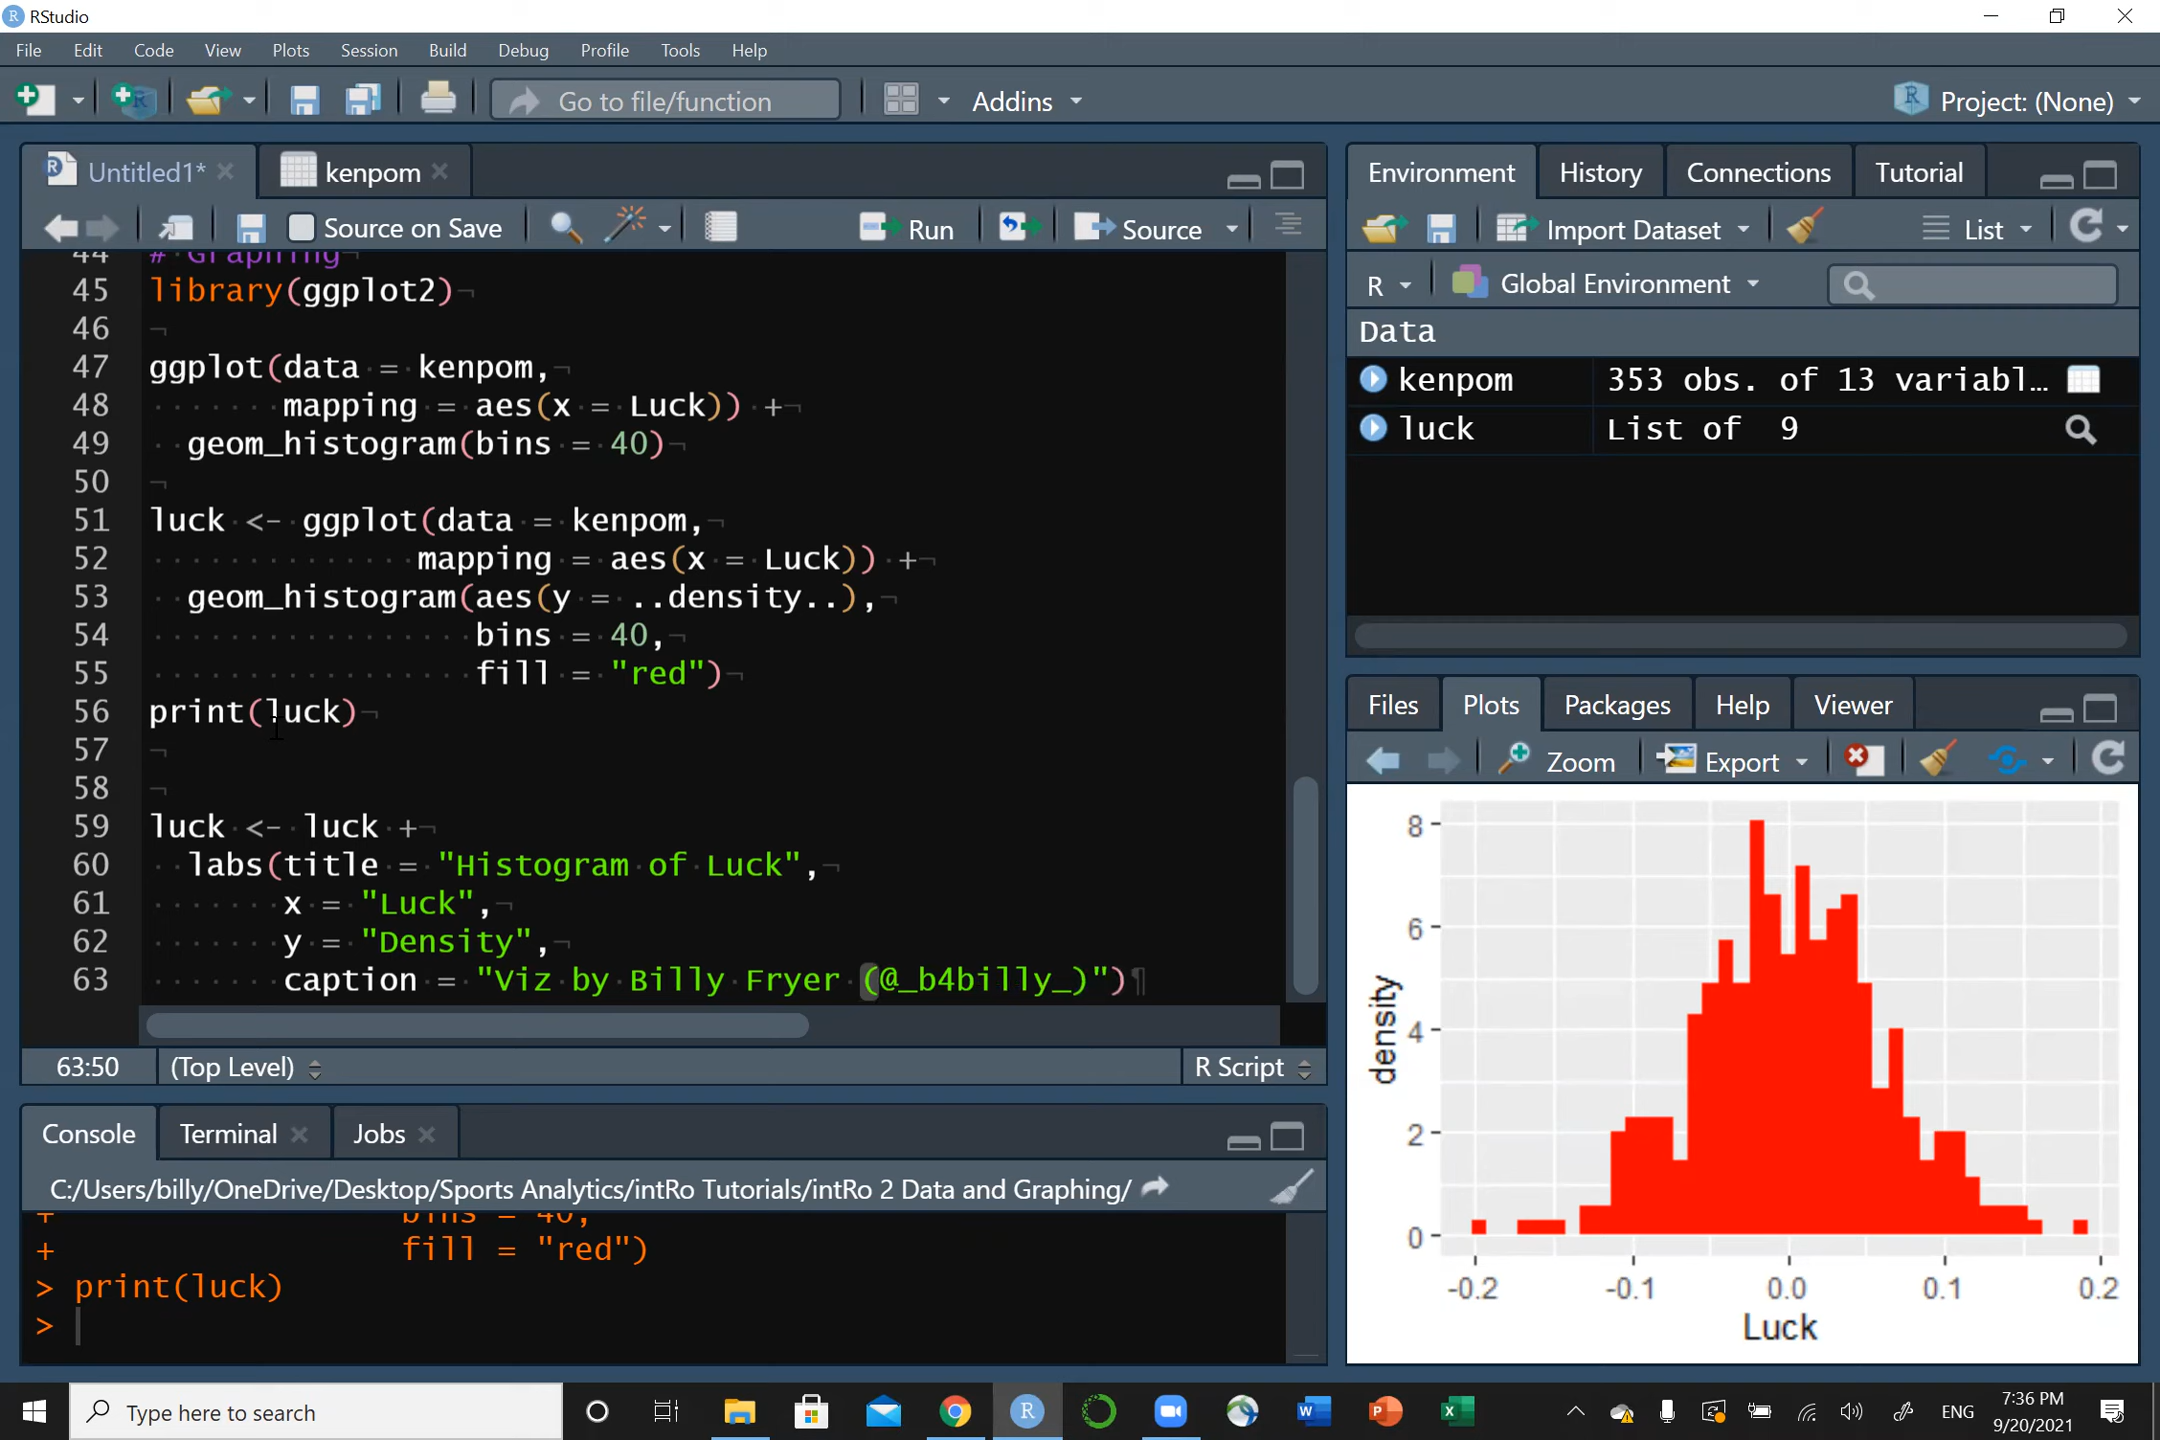 RStudio
File Edit Code View Plots Session Build Debug Profile Tools Help
Go to file/function Addins Project: (None)
Untitled1* kenpom
Source on Save Run Source
44 # Graphing
45 library(ggplot2)
46
47 ggplot(data = kenpom,
48 mapping = aes(x = Luck)) +
49 geom_histogram(bins = 40)
50
51 luck <- ggplot(data = kenpom,
52 mapping = aes(x = Luck)) +
53 geom_histogram(aes(y = ..density..),
54 bins = 40,
55 fill = "red")
56 print(luck)
57
58
59 luck <- luck +
60 labs(title = "Histogram of Luck",
61 x = "Luck",
62 y = "Density",
63 caption = "Viz by Billy Fryer (@_b4billy_)")
63:50 (Top Level) R Script
Console Terminal Jobs
C:/Users/billy/OneDrive/Desktop/Sports Analytics/intRo Tutorials/intRo 2 Data and Graphing/
+ bins = 40,
+ fill = "red")
> print(luck)
>
Environment History Connections Tutorial
Import Dataset List
R Global Environment
Data
kenpom 353 obs. of 13 variabl…
luck List of 9
Files Plots Packages Help Viewer
Zoom Export
8
6
4
2
0
density
-0.2 -0.1 0.0 0.1 0.2
Luck
Type here to search
ENG
7:36 PM
9/20/2021